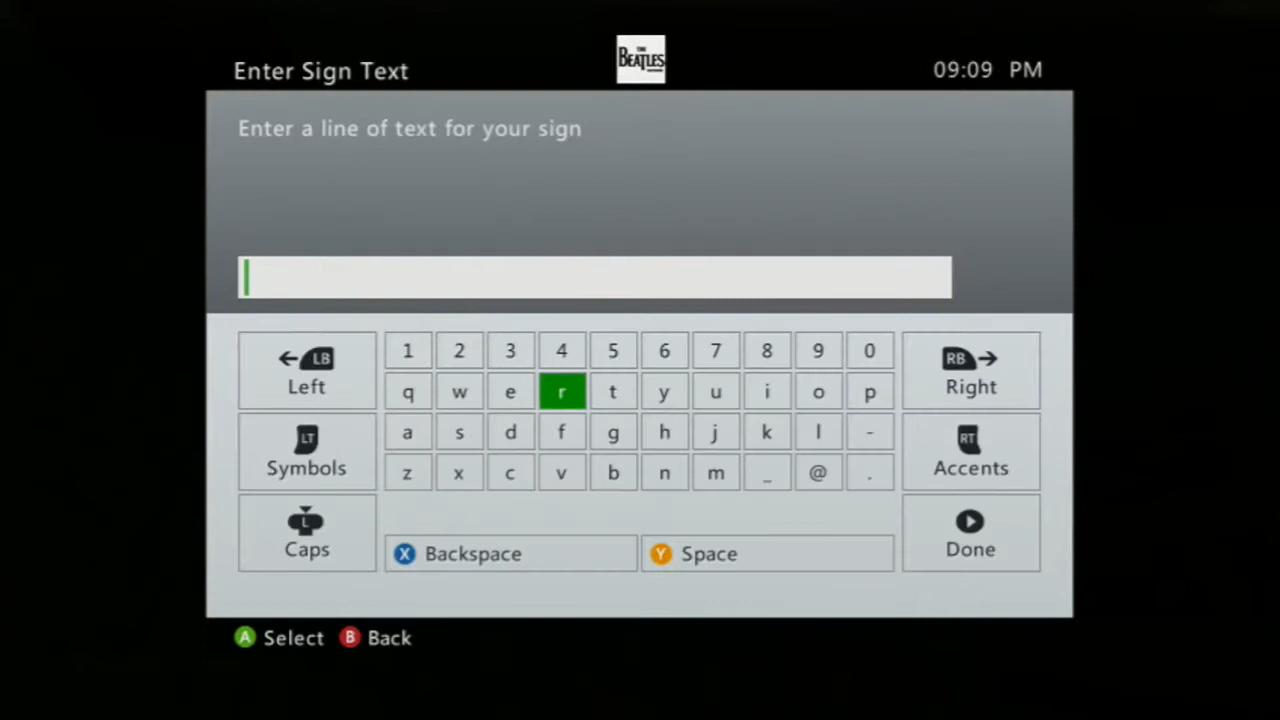 Enter Sign Text
THE
BEATLES
09:09 PM
Enter a line of text for your sign
LB
Left
1 2 3 4 5 6 7 8 9 0
RB
Right
q w e r t y u i o p
LT
Symbols
a s d f g h j k l -
RT
Accents
z x c v b n m _ @ .
L
Caps
X Backspace
Y Space
Done
A Select B Back